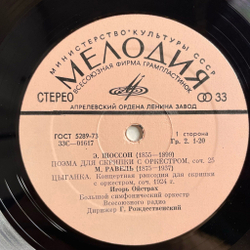 МИНИСТЕРСТВО КУЛЬТУРЫ СССР
МЕЛОДИЯ
ВСЕСОЮЗНАЯ ФИРМА ГРАМПЛАСТИНОК
СТЕРЕО 33
АПРЕЛЕВСКИЙ ОРДЕНА ЛЕНИНА ЗАВОД
ГОСТ 5289-73 1 сторона
33С—01617 Гр. 2. 1-20
Э. ШОССОН (1855—1899)
ПОЭМА ДЛЯ СКРИПКИ С ОРКЕСТРОМ, соч. 25
М. РАВЕЛЬ (1875—1937)
ЦЫГАНКА. Концертная рапсодия для скрипки
с оркестром, соч. 1924 г.
Игорь Ойстрах
Большой симфонический оркестр
Всесоюзного радио
Дирижер Г. Рождественский